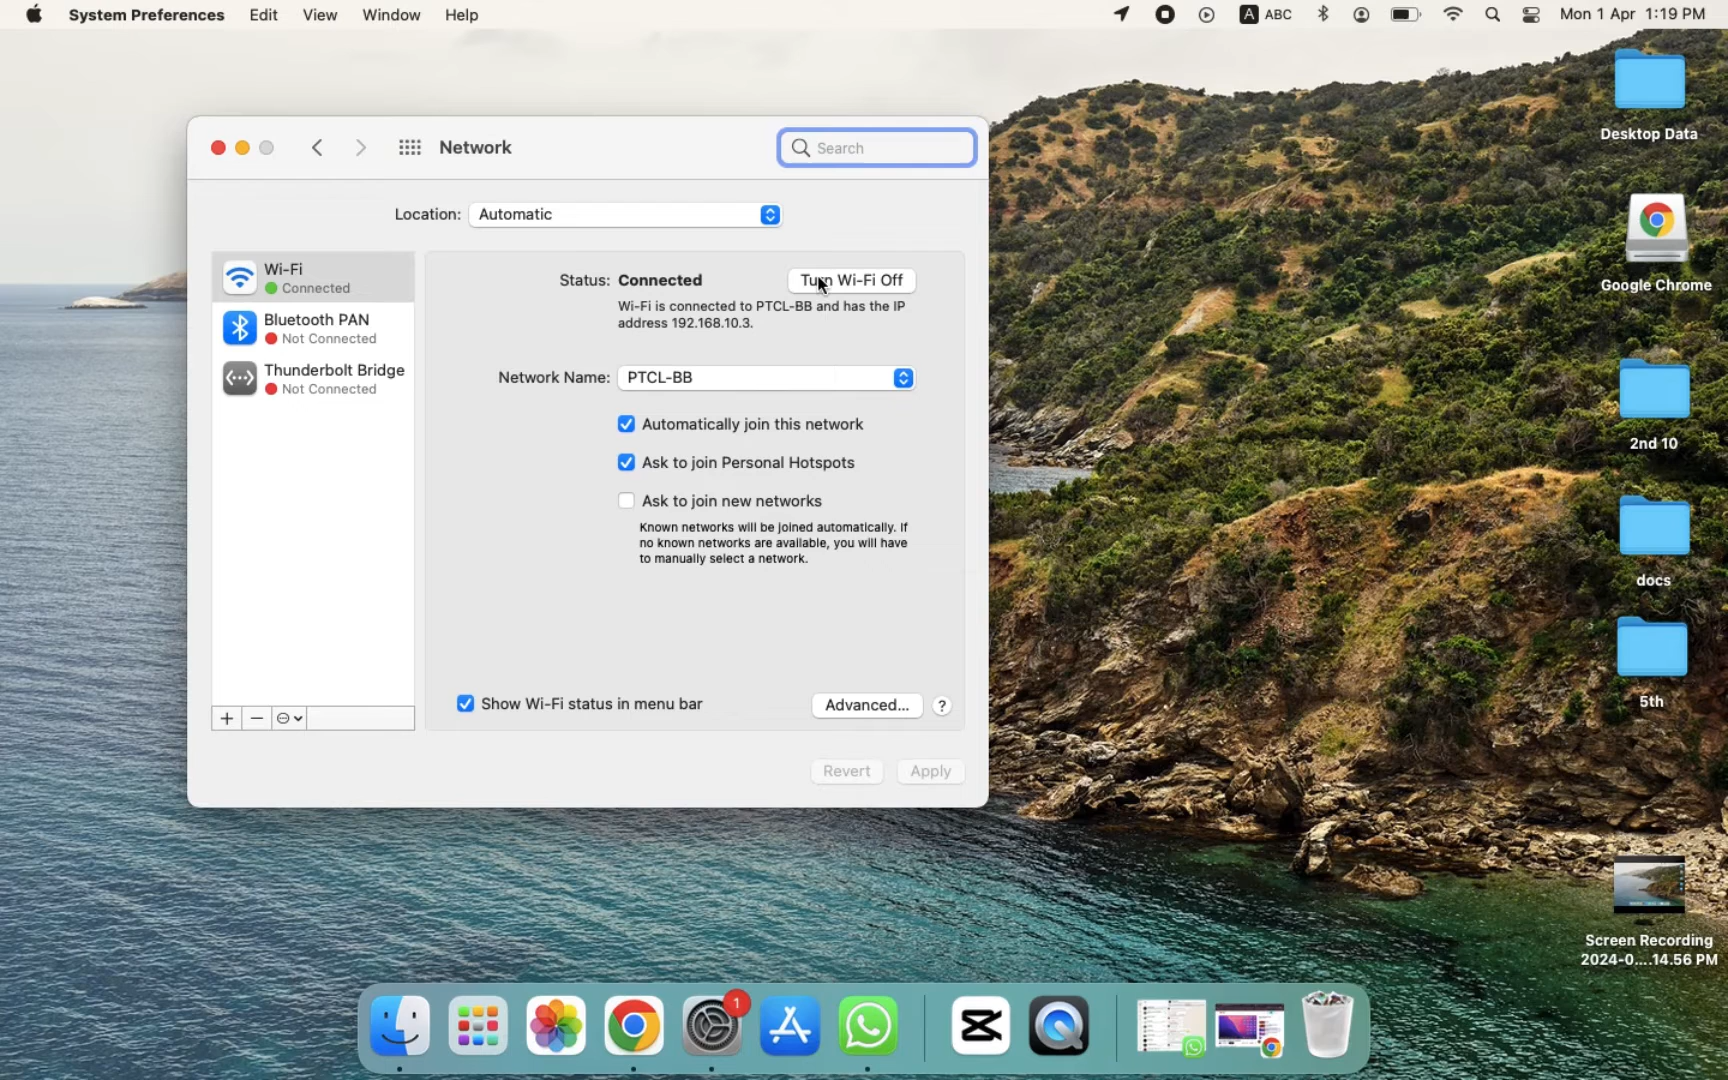 System Preferences Edit View Window Help A ABC Mon 1 Apr 1:19 PM
Desktop Data
Network
Search
Location: Automatic
Google Chrome
Wi-Fi
Connected
Bluetooth PAN
Not Connected
Thunderbolt Bridge
Not Connected
Status: Connected Turn Wi-Fi Off
Wi-Fi is connected to PTCL-BB and has the IP
address 192.168.10.3.
Network Name: PTCL-BB
Automatically join this network
Ask to join Personal Hotspots
Ask to join new networks
Known networks will be joined automatically. If
no known networks are available, you will have
to manually select a network.
Show Wi-Fi status in menu bar
Advanced... ?
Revert Apply
2nd 10
docs
5th
Screen Recording
2024-0....14.56 PM
1